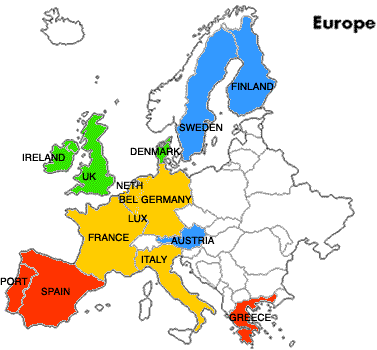 Europe
FINLAND
SWEDEN
DENMARK
IRELAND
UK
NETH
BEL GERMANY
LUX
FRANCE
AUSTRIA
ITALY
PORT
SPAIN
GREECE